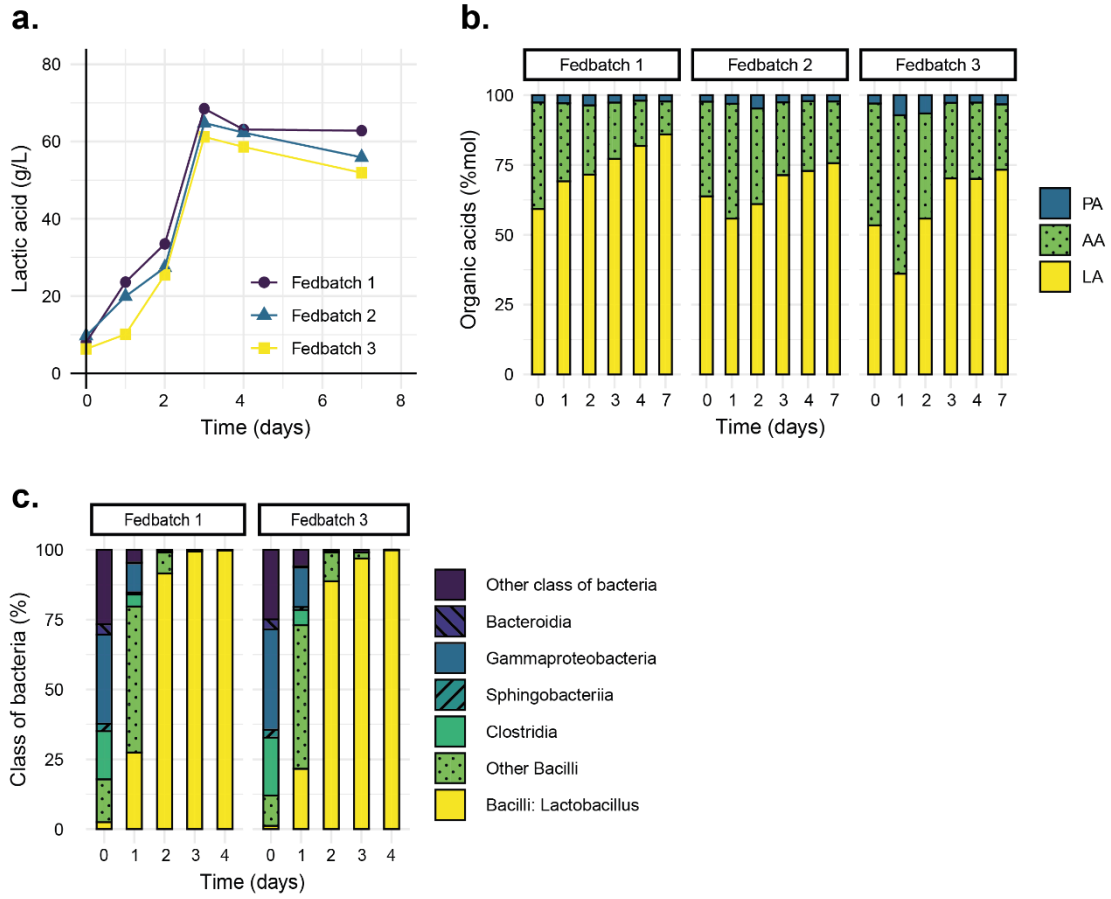 a.
Lactic acid (g/L)
80
60
40
20
0
0 2 4 6 8
Time (days)
Fedbatch 1
Fedbatch 2
Fedbatch 3
b.
Fedbatch 1 Fedbatch 2 Fedbatch 3
Organic acids (%mol)
100
75
50
25
0
0 1 2 3 4 7 0 1 2 3 4 7 0 1 2 3 4 7
Time (days)
PA
AA
LA
c.
Fedbatch 1 Fedbatch 3
Class of bacteria (%)
100
75
50
25
0
0 1 2 3 4 0 1 2 3 4
Time (days)
Other class of bacteria
Bacteroidia
Gammaproteobacteria
Sphingobacteriia
Clostridia
Other Bacilli
Bacilli: Lactobacillus